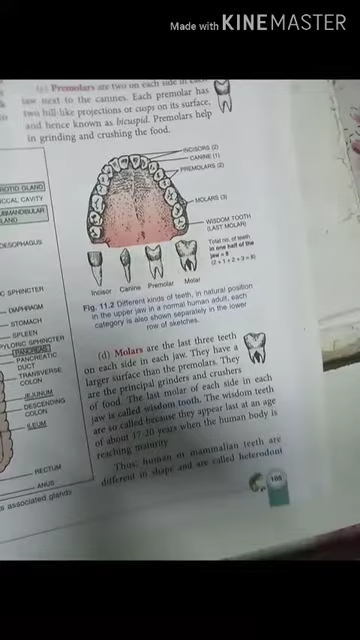 Made with KINEMASTER
(c) Premolars are two on each side in each
jaw next to the canines. Each premolar has
two hill-like projections or cusps on its surface,
and hence known as bicuspid. Premolars help
in grinding and crushing the food.
INCISORS (2)
CANINE (1)
PREMOLARS (2)
MOLARS (3)
WISDOM TOOTH
(LAST MOLAR)
Total no. of teeth
in one half of the
jaw = 8
(2 + 1 + 2 + 3 = 8)
Incisor Canine Premolar Molar
Fig. 11.2 Different kinds of teeth, in natural position
in the upper jaw in a normal human adult, each
category is also shown separately in the lower
row of sketches.
(d) Molars are the last three teeth
on each side in each jaw. They have a
larger surface than the premolars. They
are the principal grinders and crushers
of food. The last molar of each side in each
jaw is called wisdom tooth. The wisdom teeth
are so called because they appear last at an age
of about 17-20 years when the human body is
reaching maturity
Thus, human or mammalian teeth are
different in shape and are called heterodont
ROTID GLAND
CCAL CAVITY
UBMANDIBULAR
LAND
OESOPHAGUS
C SPHINCTER
DIAPHRAGM
STOMACH
SPLEEN
PYLORIC SPHINCTER
PANCREAS
PANCREATIC
DUCT
TRANSVERSE
COLON
JEJUNUM
DESCENDING
COLON
ILEUM
RECTUM
ANUS
s associated glands